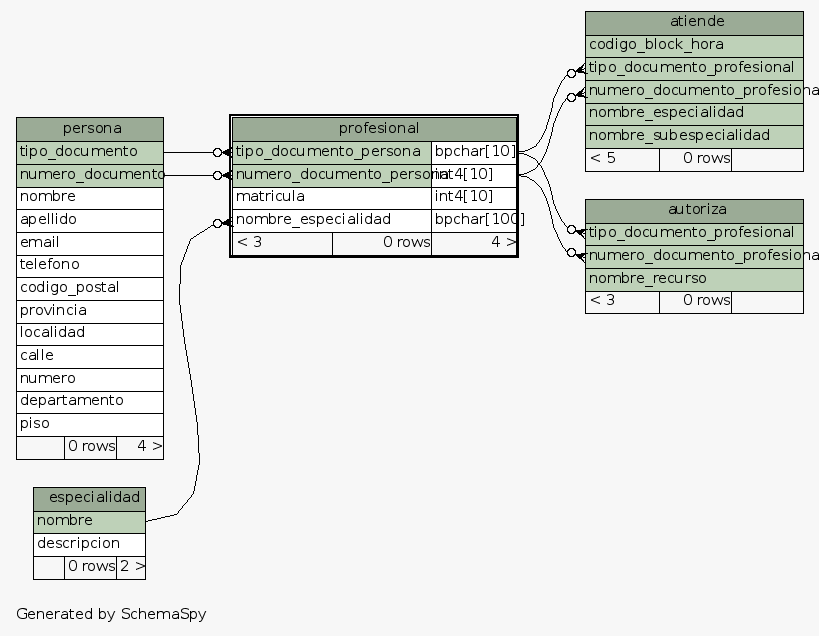 persona
tipo_documento
numero_documento
nombre
apellido
email
telefono
codigo_postal
provincia
localidad
calle
numero
departamento
piso
0 rows 4 >
especialidad
nombre
descripcion
0 rows 2 >
profesional
tipo_documento_persona bpchar[10]
numero_documento_persona int4[10]
matricula int4[10]
nombre_especialidad bpchar[100]
< 3 0 rows 4 >
atiende
codigo_block_hora
tipo_documento_profesional
numero_documento_profesiona
nombre_especialidad
nombre_subespecialidad
< 5 0 rows
autoriza
tipo_documento_profesional
numero_documento_profesiona
nombre_recurso
< 3 0 rows
Generated by SchemaSpy